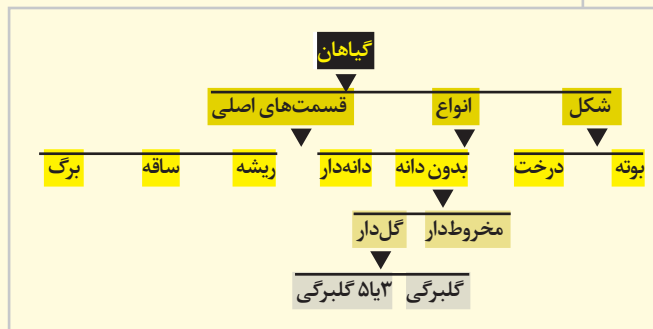 گیاهان
شکل انواع قسمت‌های اصلی
بوته درخت بدون دانه دانه‌دار ریشه ساقه برگ
مخروط‌دار گل‌دار
گلبرگی ۳یا۵ گلبرگی